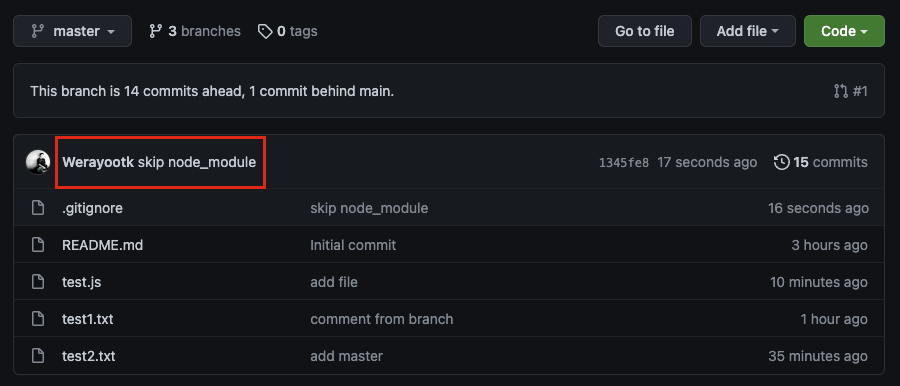 master 3 branches 0 tags Go to file Add file Code
This branch is 14 commits ahead, 1 commit behind main. #1
Werayootk skip node_module 1345fe8 17 seconds ago 15 commits
.gitignore skip node_module 16 seconds ago
README.md Initial commit 3 hours ago
test.js add file 10 minutes ago
test1.txt comment from branch 1 hour ago
test2.txt add master 35 minutes ago